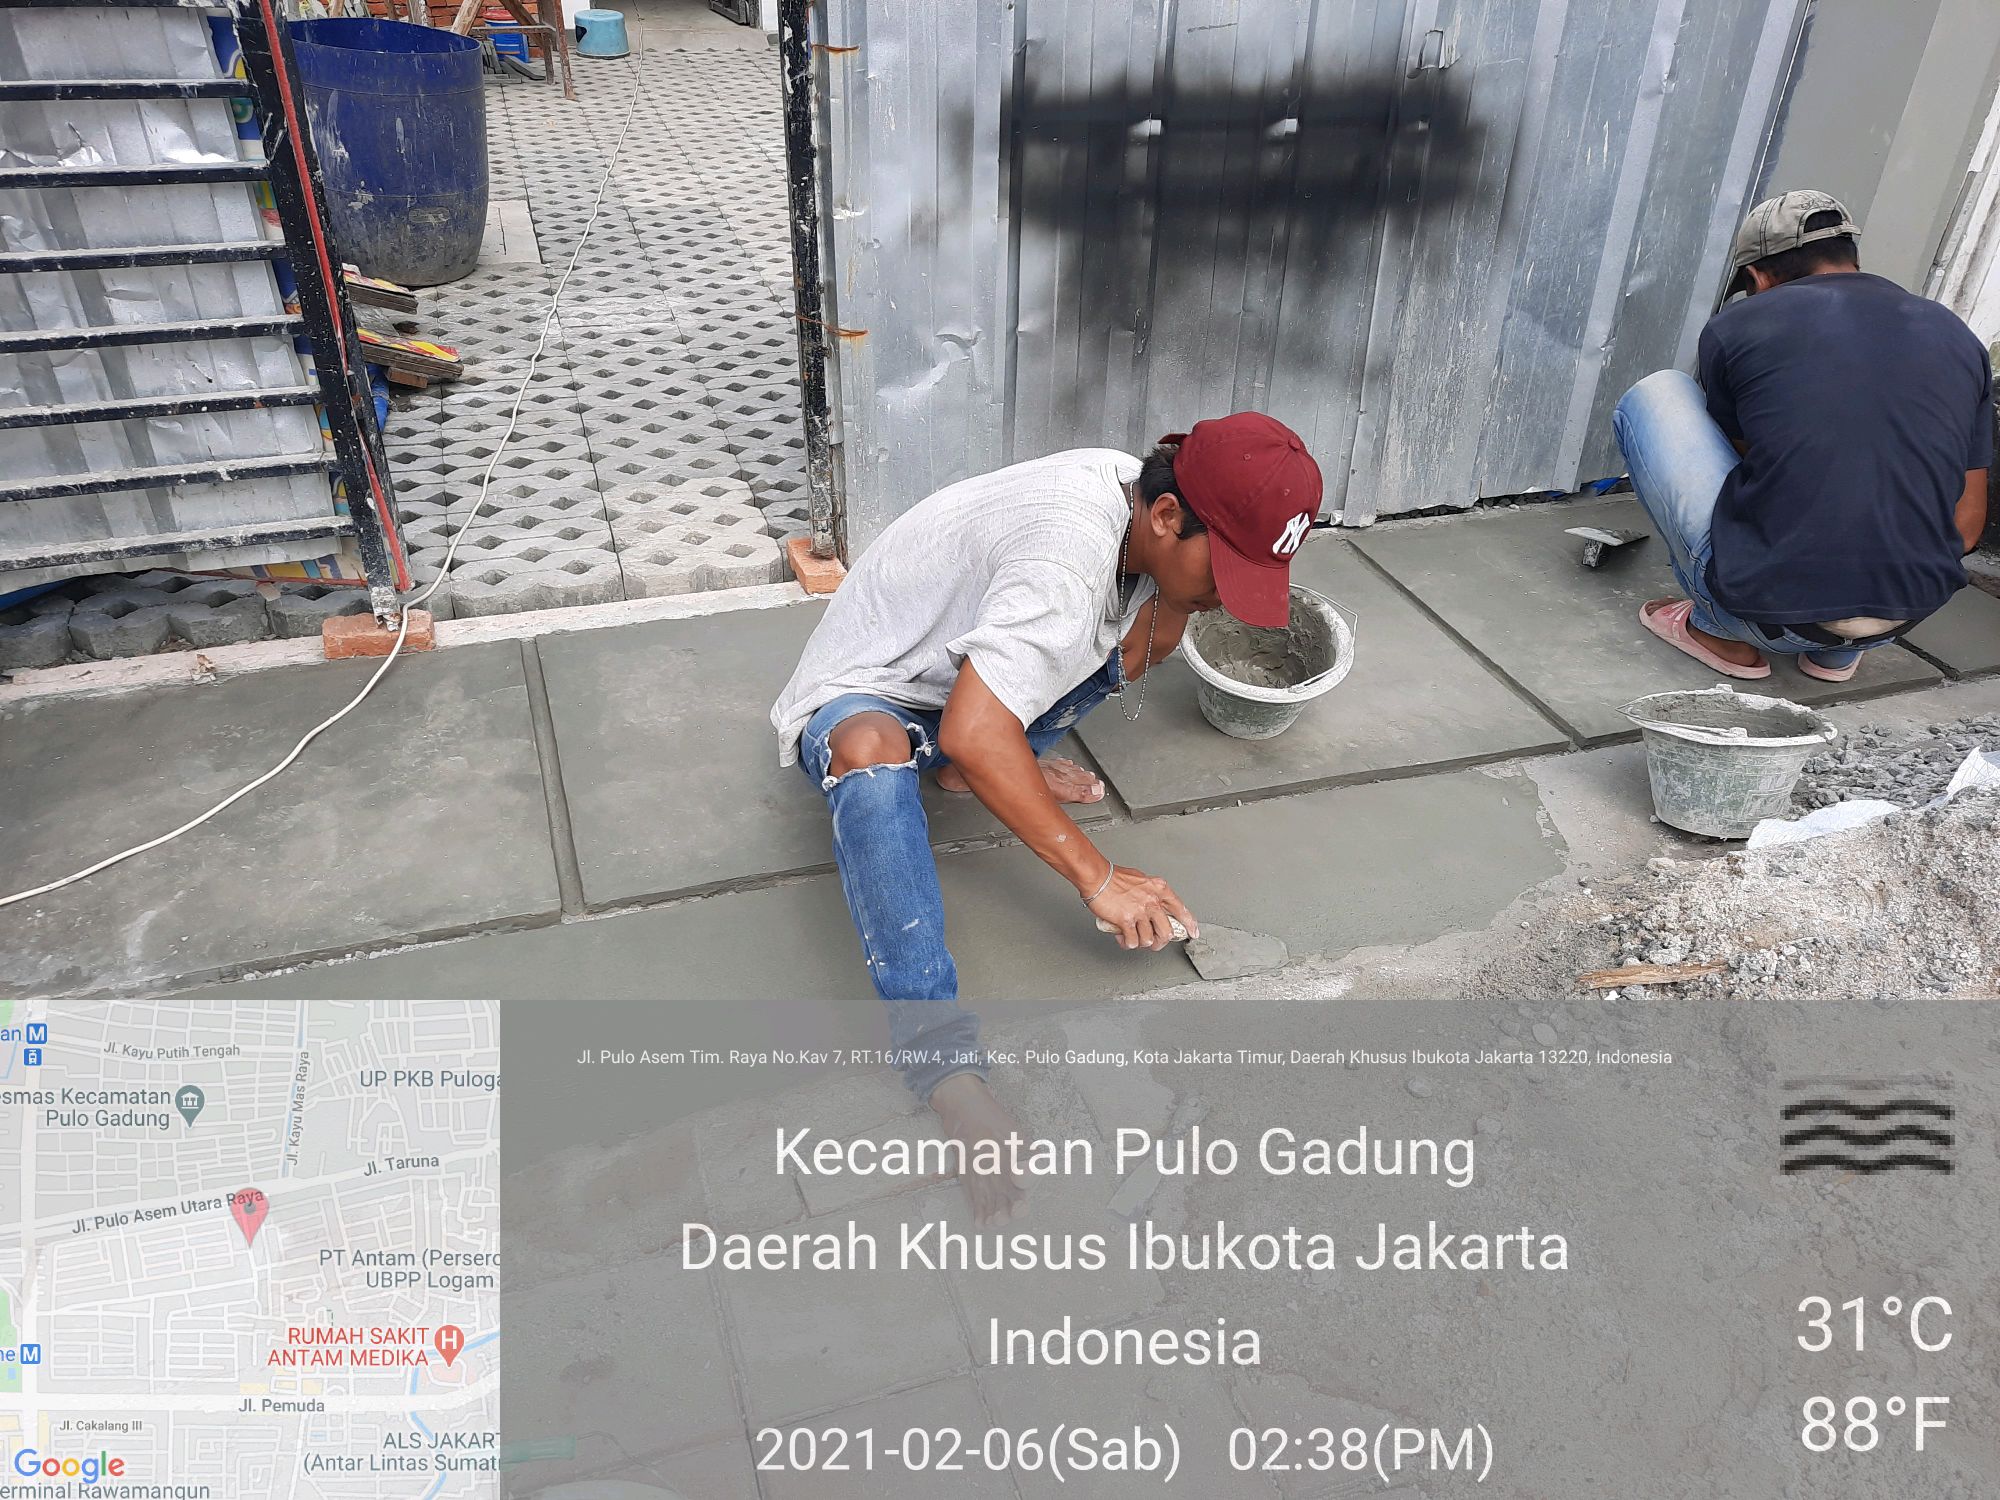 NY
Jl. Pulo Asem Tim. Raya No.Kav 7, RT.16/RW.4, Jati, Kec. Pulo Gadung, Kota Jakarta Timur, Daerah Khusus Ibukota Jakarta 13220, Indonesia
Kecamatan Pulo Gadung
Daerah Khusus Ibukota Jakarta
Indonesia
2021-02-06(Sab) 02:38(PM)
31°C
88°F
an M
Jl. Kayu Putih Tengah
Jl. Kayu Mas Raya
UP PKB Puloga
esmas Kecamatan
Pulo Gadung
Jl. Taruna
Jl. Pulo Asem Utara Raya
PT Antam (Persero
UBPP Logam
RUMAH SAKIT
ANTAM MEDIKA
H
ne M
Jl. Pemuda
Jl. Cakalang III
ALS JAKART
(Antar Lintas Sumatr
Google
erminal Rawamangun